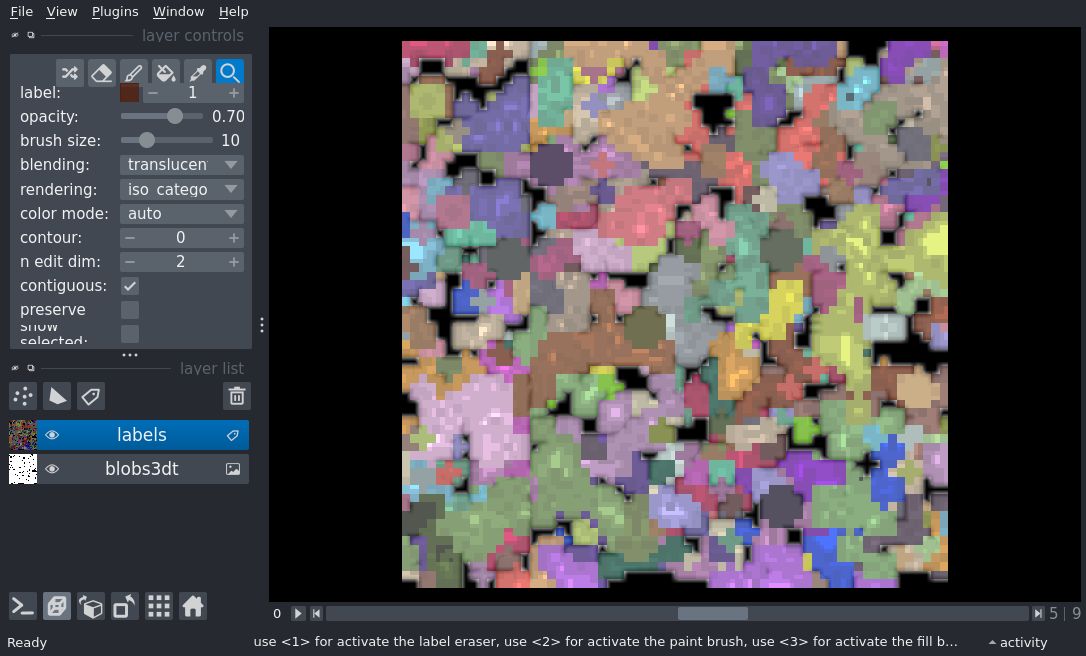 File View Plugins Window Help
layer controls
label: 1
opacity: 0.70
brush size: 10
blending: translucen
rendering: iso_catego
color mode: auto
contour: 0
n edit dim: 2
contiguous:
preserve
show
selected:
layer list
labels
blobs3dt
0 5 | 9
Ready use <1> for activate the label eraser, use <2> for activate the paint brush, use <3> for activate the fill b... activity